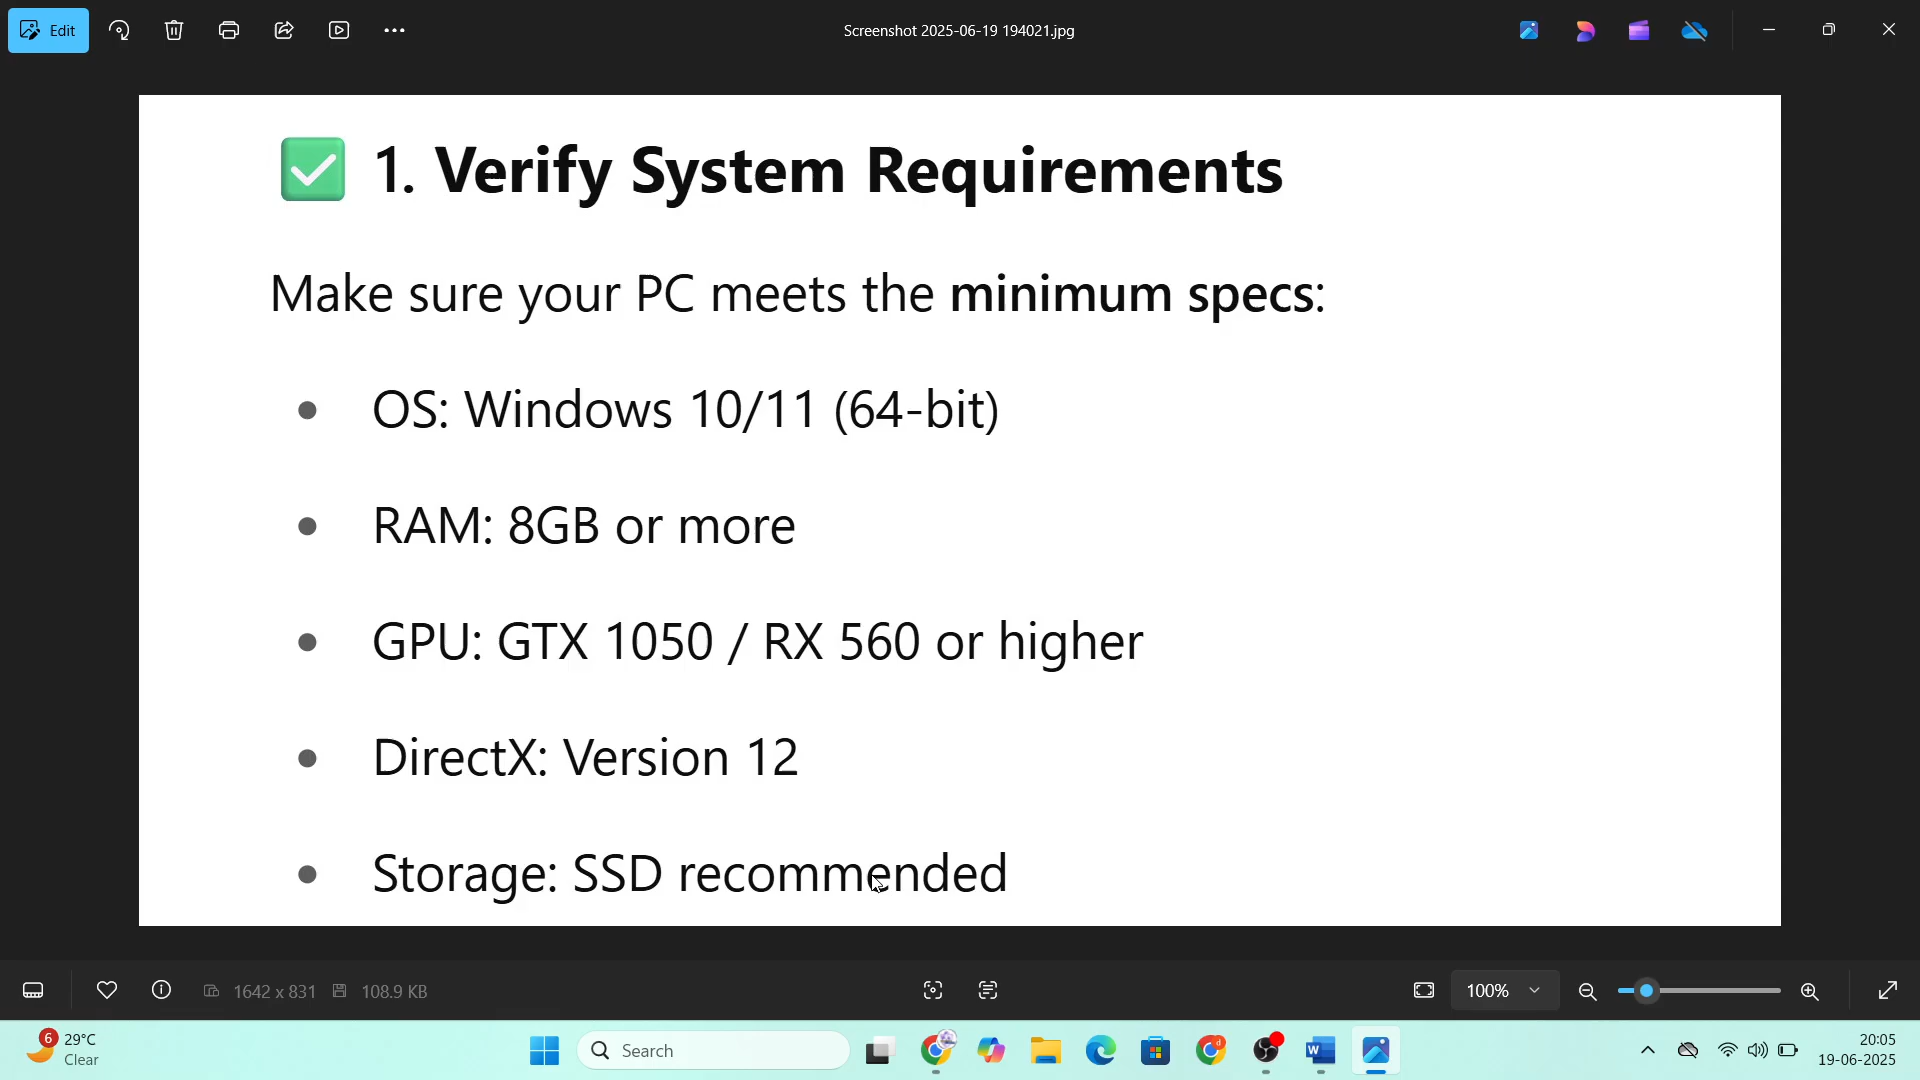 Edit
Screenshot 2025-06-19 194021.jpg
✅ 1. Verify System Requirements
Make sure your PC meets the minimum specs:
• OS: Windows 10/11 (64-bit)
• RAM: 8GB or more
• GPU: GTX 1050 / RX 560 or higher
• DirectX: Version 12
• Storage: SSD recommended
1642 x 831 108.9 KB 100%
6 29°C
Clear
Search
W
d
20:05
19-06-2025